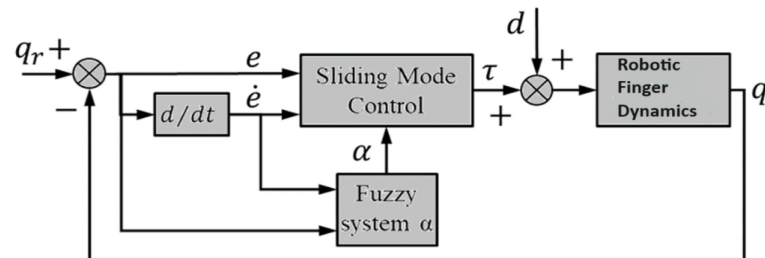 d
+
q_r +
e
Sliding Mode
Control
τ
Robotic
Finger
Dynamics
−
d/dt
ė
+
q
α
Fuzzy
system α